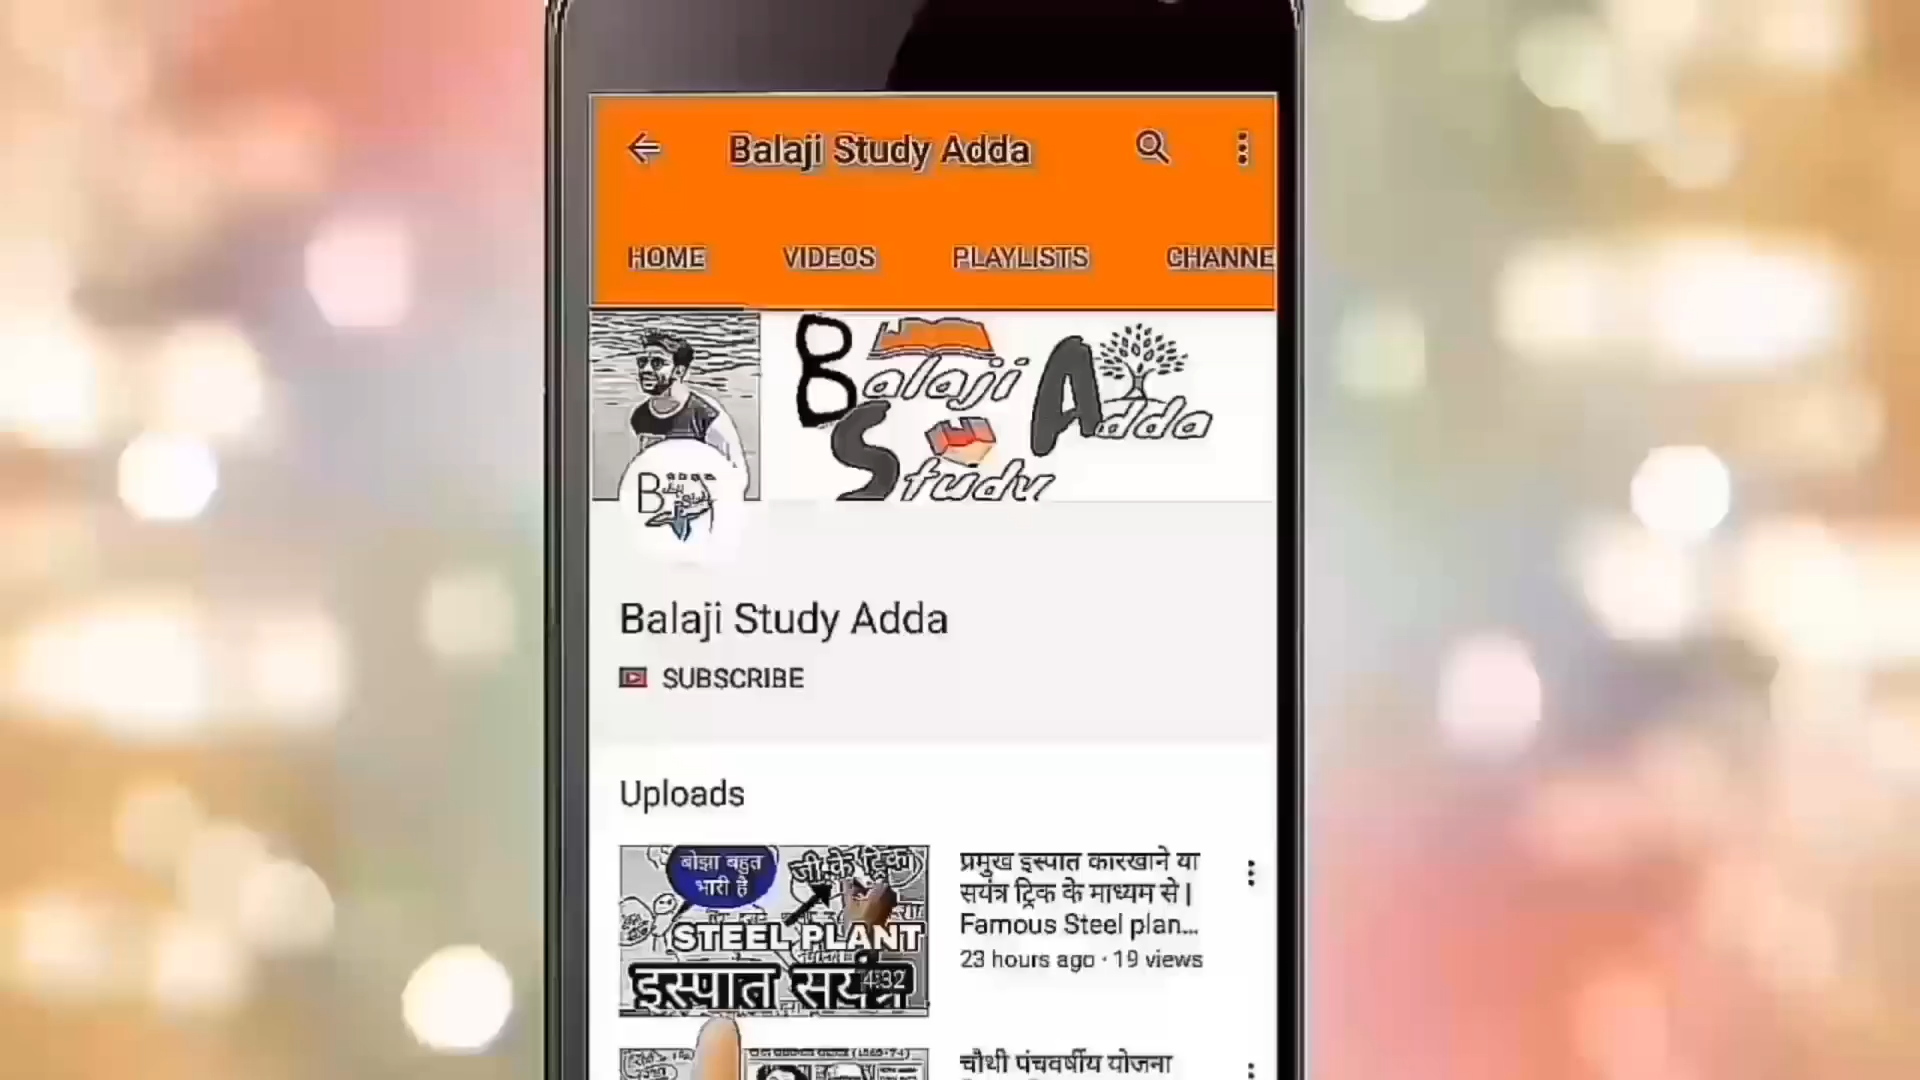 Balaji Study Adda
HOME VIDEOS PLAYLISTS CHANNE
Balaji Adda
Study
B
Balaji Study Adda
SUBSCRIBE
Uploads
बोझा बहुत
भारी है
जी.के ट्रिक
STEEL PLANT
इस्पात सयंत्र
4:32
प्रमुख इस्पात कारखाने या
सयंत्र ट्रिक के माध्यम से |
Famous Steel plan...
23 hours ago · 19 views
चौथी पंचवर्षीय योजना